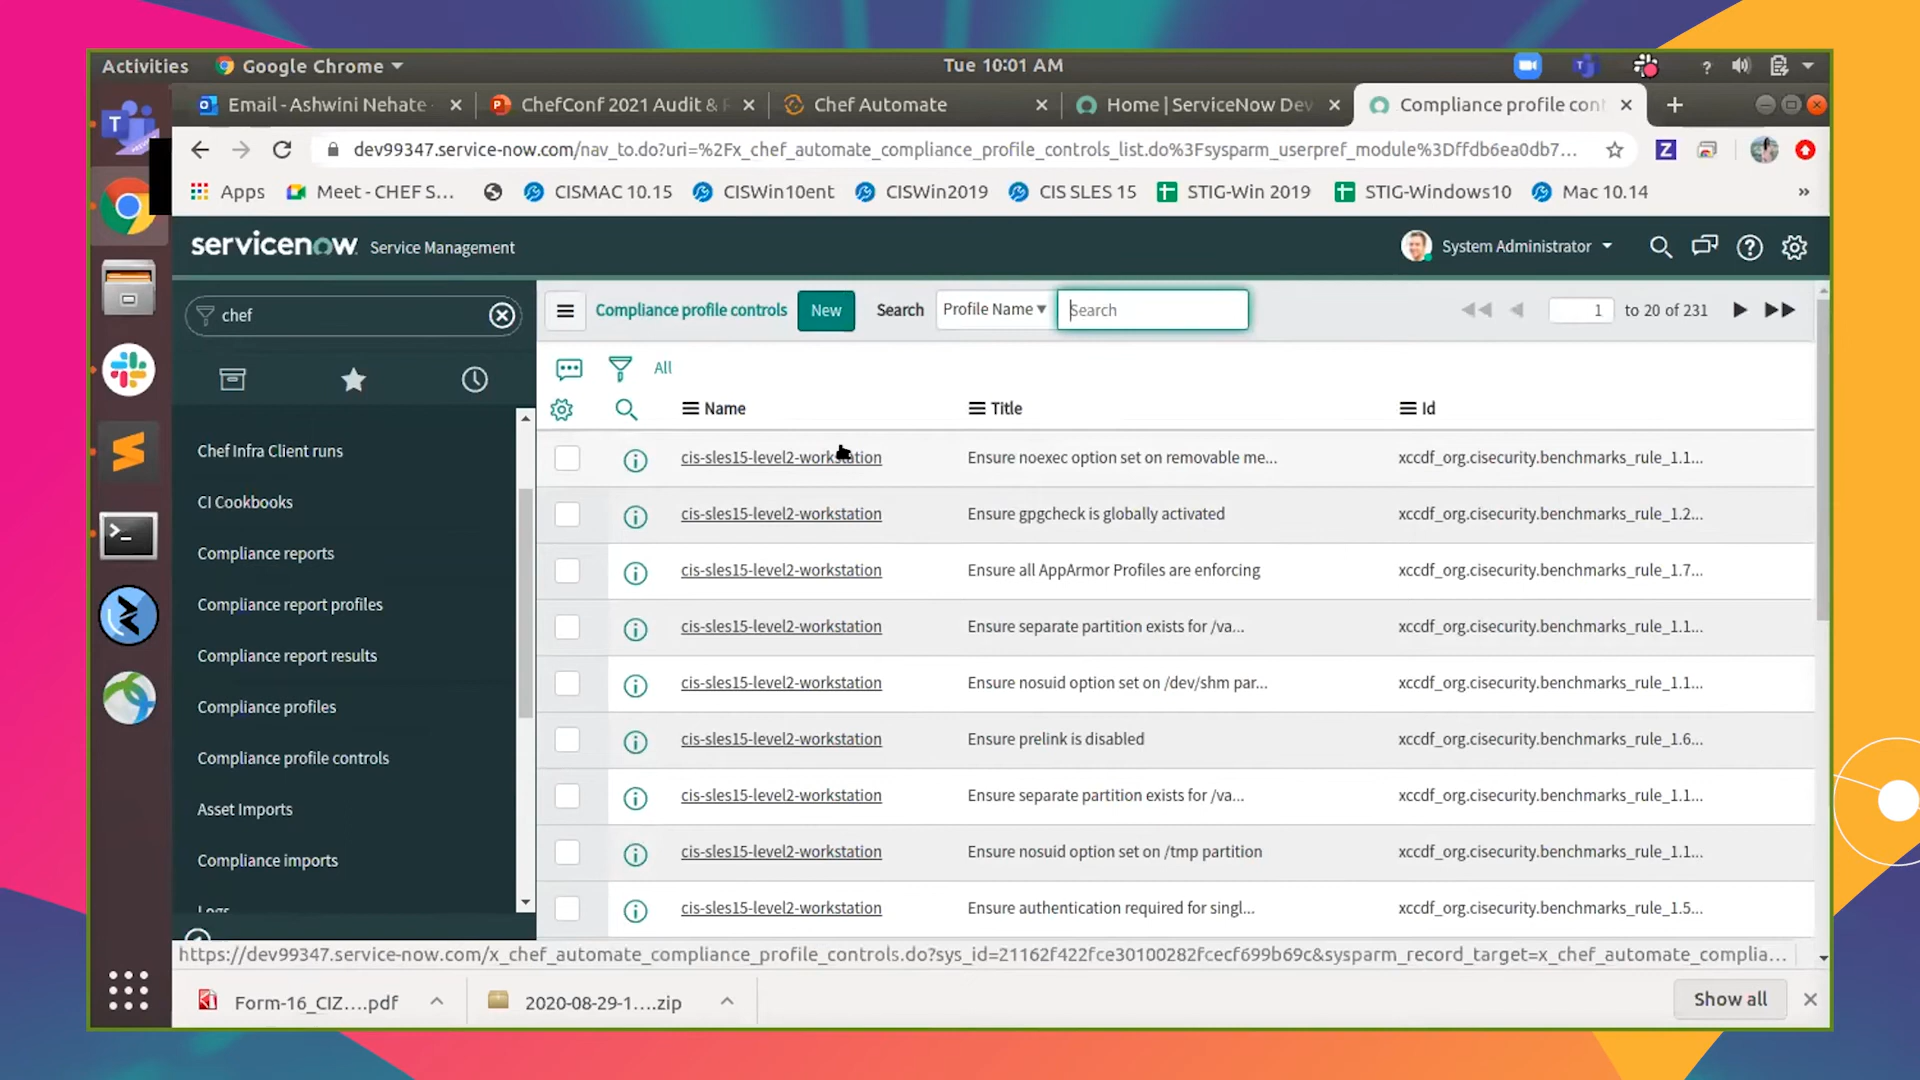 Activities Google Chrome Tue 10:01 AM
Email - Ashwini Nehate ChefConf 2021 Audit & Chef Automate Home | ServiceNow Dev Compliance profile con
dev99347.service-now.com/nav_to.do?uri=%2Fx_chef_automate_compliance_profile_controls_list.do%3Fsysparm_userpref_module%3Dffdb6ea0db7...
Apps Meet - CHEF S... CISMAC 10.15 CISWin10ent CISWin2019 CIS SLES 15 STIG-Win 2019 STIG-Windows10 Mac 10.14 »
servicenow Service Management System Administrator
chef
Compliance profile controls New Search Profile Name Search 1 to 20 of 231
All
Name Title Id
Chef Infra Client runs
CI Cookbooks
Compliance reports
Compliance report profiles
Compliance report results
Compliance profiles
Compliance profile controls
Asset Imports
Compliance imports
Logs
cis-sles15-level2-workstation Ensure noexec option set on removable me... xccdf_org.cisecurity.benchmarks_rule_1.1...
cis-sles15-level2-workstation Ensure gpgcheck is globally activated xccdf_org.cisecurity.benchmarks_rule_1.2...
cis-sles15-level2-workstation Ensure all AppArmor Profiles are enforcing xccdf_org.cisecurity.benchmarks_rule_1.7...
cis-sles15-level2-workstation Ensure separate partition exists for /va... xccdf_org.cisecurity.benchmarks_rule_1.1...
cis-sles15-level2-workstation Ensure nosuid option set on /dev/shm par... xccdf_org.cisecurity.benchmarks_rule_1.1...
cis-sles15-level2-workstation Ensure prelink is disabled xccdf_org.cisecurity.benchmarks_rule_1.6...
cis-sles15-level2-workstation Ensure separate partition exists for /va... xccdf_org.cisecurity.benchmarks_rule_1.1...
cis-sles15-level2-workstation Ensure nosuid option set on /tmp partition xccdf_org.cisecurity.benchmarks_rule_1.1...
cis-sles15-level2-workstation Ensure authentication required for singl... xccdf_org.cisecurity.benchmarks_rule_1.5...
https://dev99347.service-now.com/x_chef_automate_compliance_profile_controls.do?sys_id=21162f422fce30100282fcecf699b69c&sysparm_record_target=x_chef_automate_complia...
Form-16_CIZ....pdf 2020-08-29-1....zip Show all